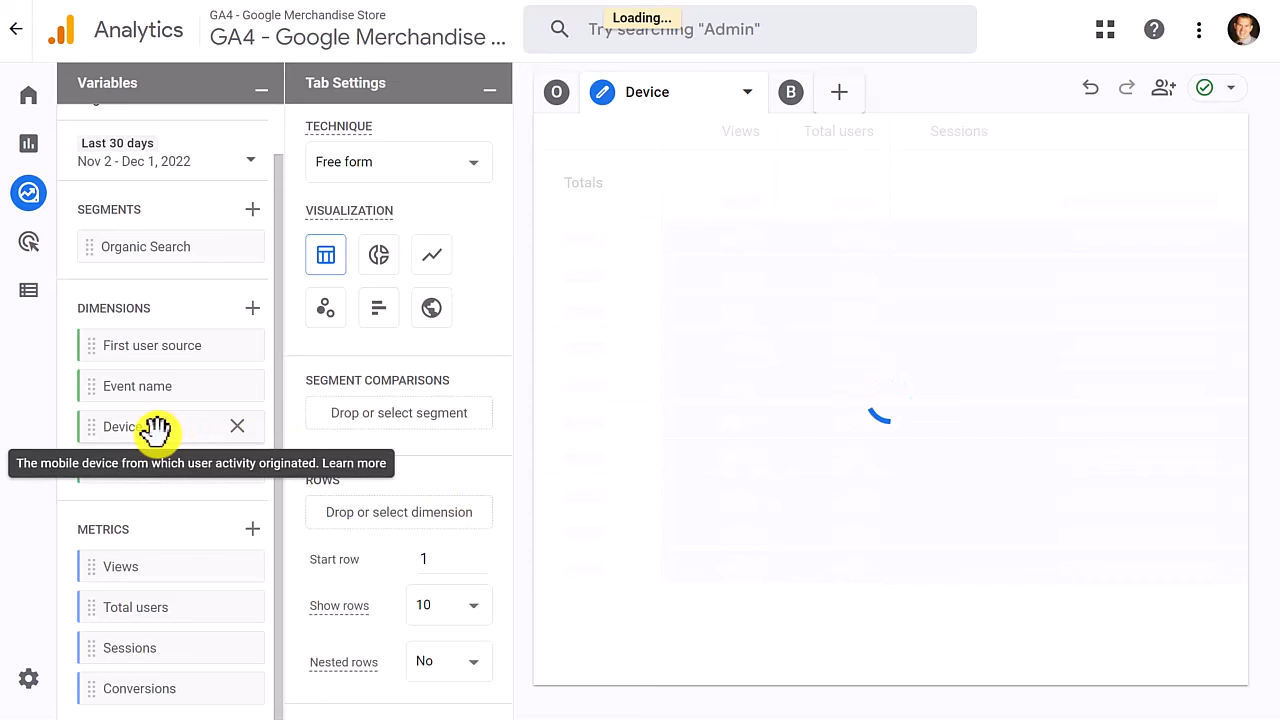 Analytics
GA4 - Google Merchandise Store
GA4 - Google Merchandise ...
Loading...
Try searching "Admin"
Variables
Last 30 days
Nov 2 - Dec 1, 2022
SEGMENTS
Organic Search
DIMENSIONS
First user source
Event name
Device
The mobile device from which user activity originated. Learn more
METRICS
Views
Total users
Sessions
Conversions
Tab Settings
TECHNIQUE
Free form
VISUALIZATION
SEGMENT COMPARISONS
Drop or select segment
ROWS
Drop or select dimension
Start row 1
Show rows 10
Nested rows No
O Device B
Views Total users Sessions
Totals